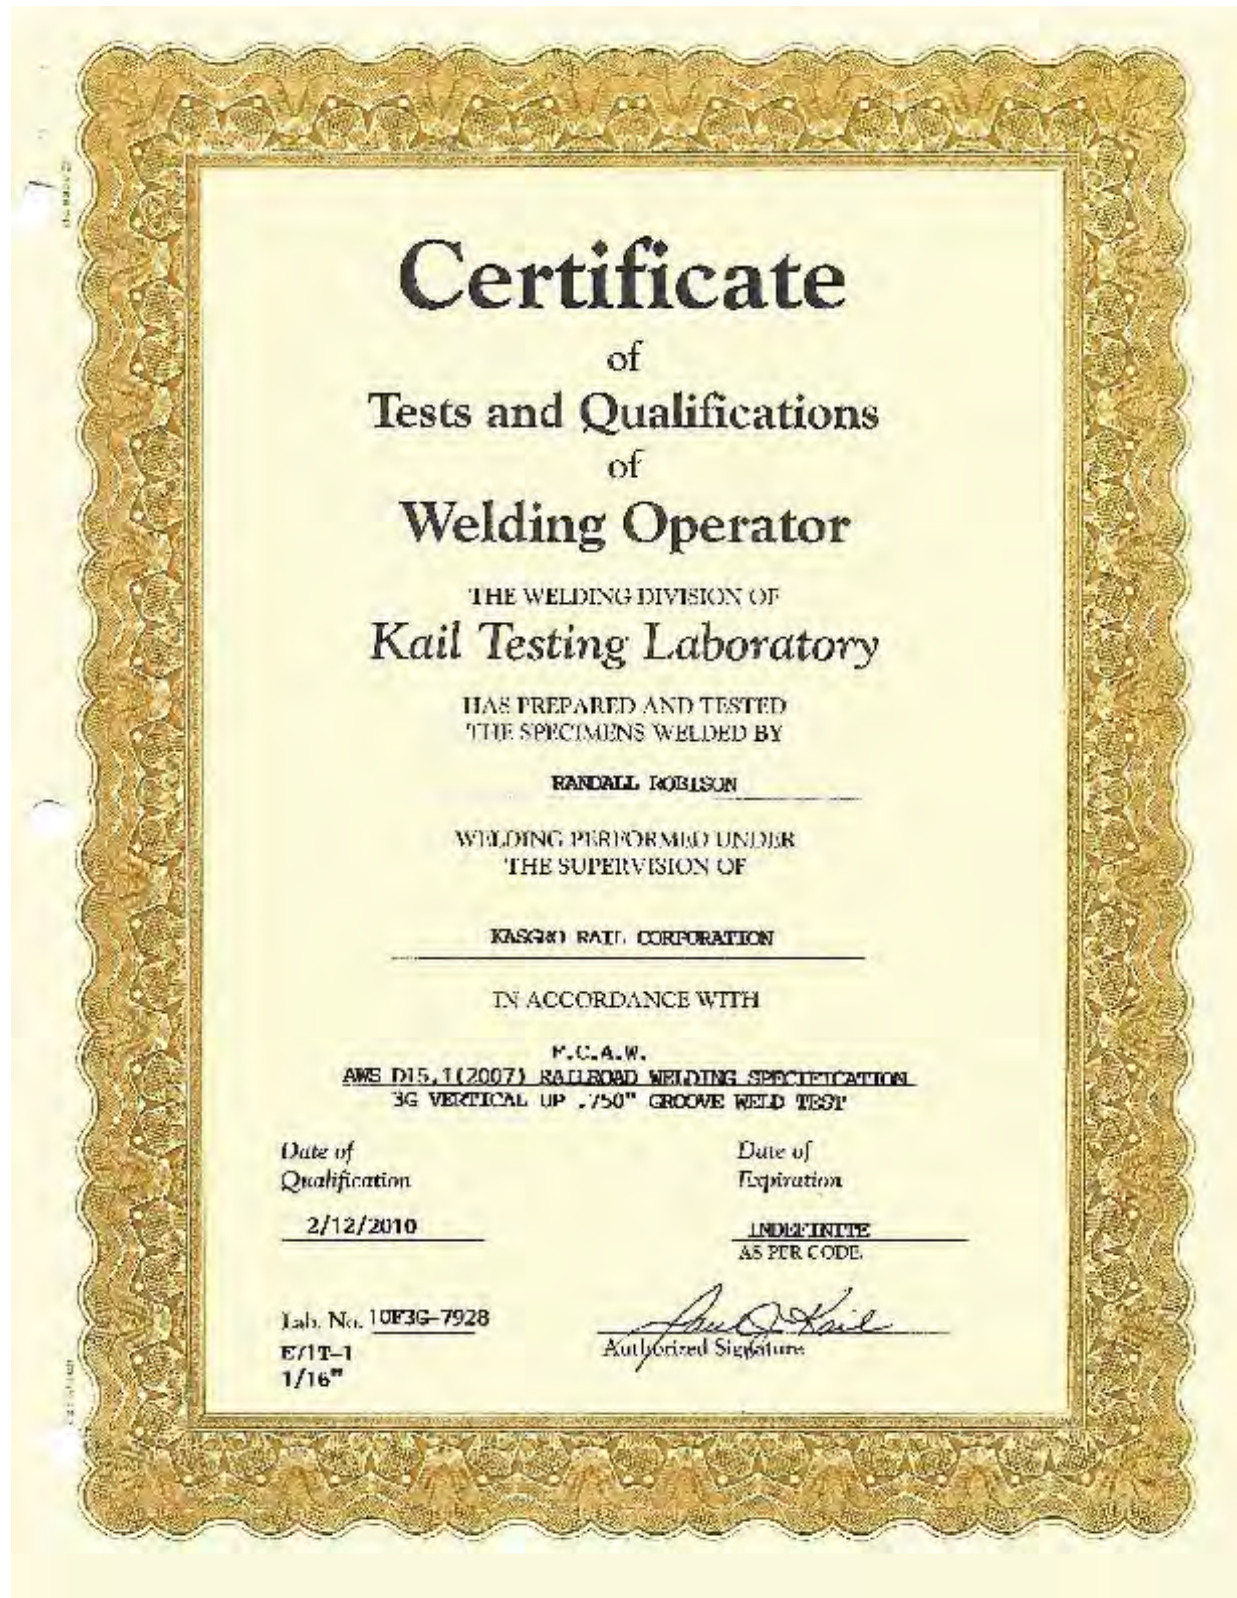 Certificate
of
Tests and Qualifications
of
Welding Operator
THE WELDING DIVISION OF
Kail Testing Laboratory
HAS PREPARED AND TESTED
THE SPECIMENS WELDED BY
RANDALL ROBISON
WELDING PERFORMED UNDER
THE SUPERVISION OF
KASGRO RAIL CORPORATION
IN ACCORDANCE WITH
F.C.A.W.
AWS D15.1(2007) RAILROAD WELDING SPECIFICATION
3G VERTICAL UP .750" GROOVE WELD TEST
Date of Qualification
Date of Expiration
2/12/2010
INDEFINITE
AS PER CODE
Lab. No. 10F3G-7928
E71T-1
1/16"
Authorized Signature